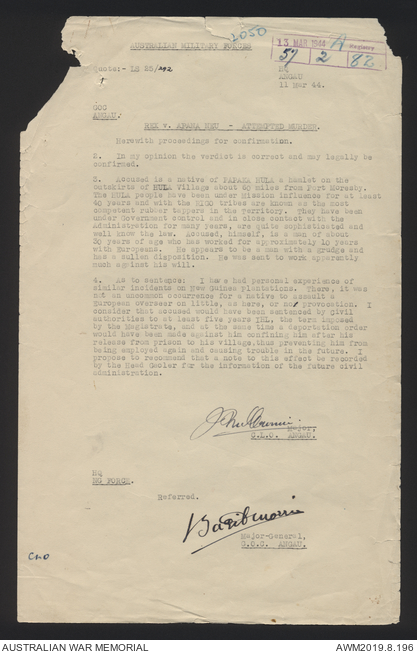 2050
AUSTRALIAN MILITARY FORCES
13 MAR 1944 A Registry
57 2 82
Quote:- LS 25/292
HQ
ANGAU
11 Mar 44.
GOC
ANGAU.
REX v. APAMA HEU - ATTEMPTED MURDER.
Herewith proceedings for confirmation.
2. In my opinion the verdict is correct and may legally be
confirmed.
3. Accused is a native of PAPAKA HULA a hamlet on the
outskirts of HULA Village about 60 miles from Port Moresby.
The HULA people have been under Mission influence for at least
40 years and with the tribes are known as the most
competent rubber tappers in the territory. They have been
under Government control and in close contact with the
Administration for many years, are quite sophisticated and
well know the law. Accused, himself, is a man of about
30 years of age who has worked for approximately 10 years
with Europeans. He appears to be a man with a grudge and
has a sullen disposition. He was sent to work apparently
much against his will.
4. As to sentence: I have had personal experience of
similar incidents on New Guinea plantations. There, it was
not an uncommon occurrence for a native to assault a
European overseer on little, as here, or not provocation. I
consider that accused would have been sentenced by civil
authorities to at least five years IHL, the term imposed
by the Magistrate, and at the same time a deportation order
would have been made against him confining him after his
release from prison to his village, thus preventing him from
being employed again and causing trouble in the future. I
propose to recommend that a note to this effect be recorded
by the Head Gaoler for the information of the future civil
administration.
Major,
ANGAU.
HQ
NG FORCE.
Referred.
Major-General,
G.O.C. ANGAU.
AUSTRALIAN WAR MEMORIAL
AWM2019.8.196